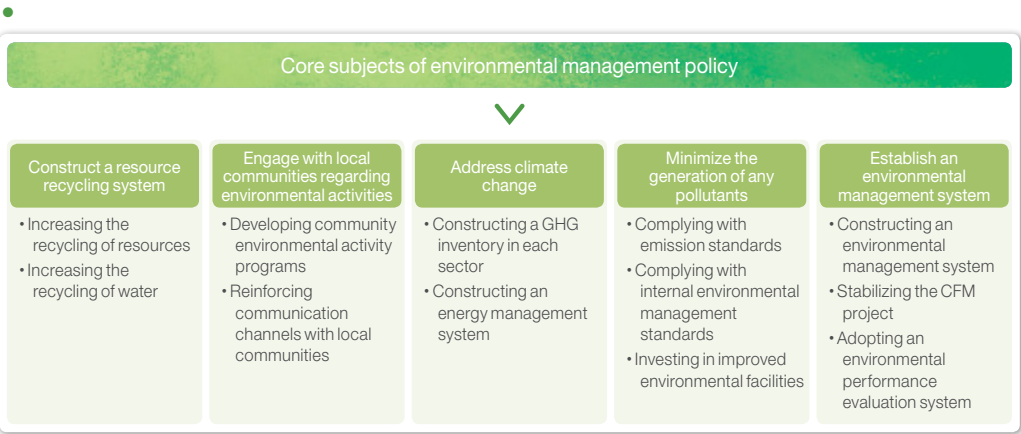 Core subjects of environmental management policy
Construct a resource
recycling system
• Increasing the
recycling of resources
• Increasing the
recycling of water
Engage with local
communities regarding
environmental activities
• Developing community
environmental activity
programs
• Reinforcing
communication
channels with local
communities
Address climate
change
• Constructing a GHG
inventory in each
sector
• Constructing an
energy management
system
Minimize the
generation of any
pollutants
• Complying with
emission standards
• Complying with
internal environmental
management
standards
• Investing in improved
environmental facilities
Establish an
environmental
management system
• Constructing an
environmental
management system
• Stabilizing the CFM
project
• Adopting an
environmental
performance
evaluation system